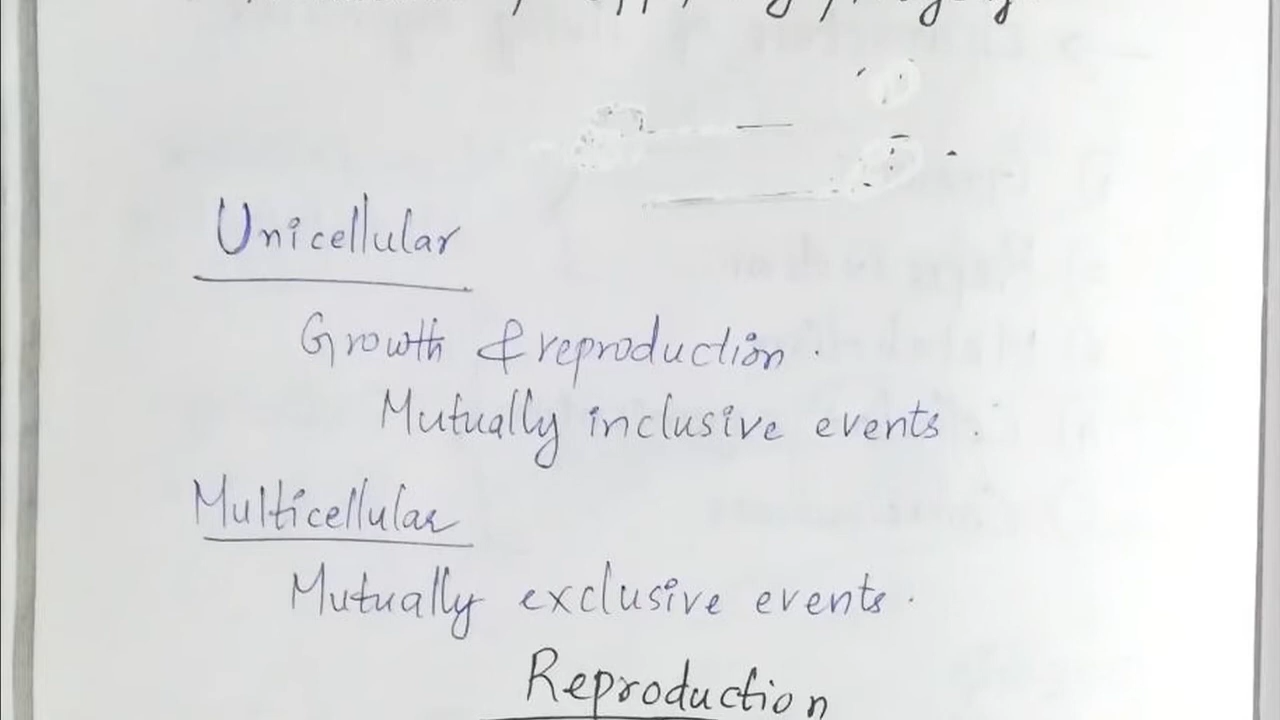 Unicellular
Growth & reproduction .
Mutually inclusive events .
Multicellular
Mutually exclusive events .
Reproduction